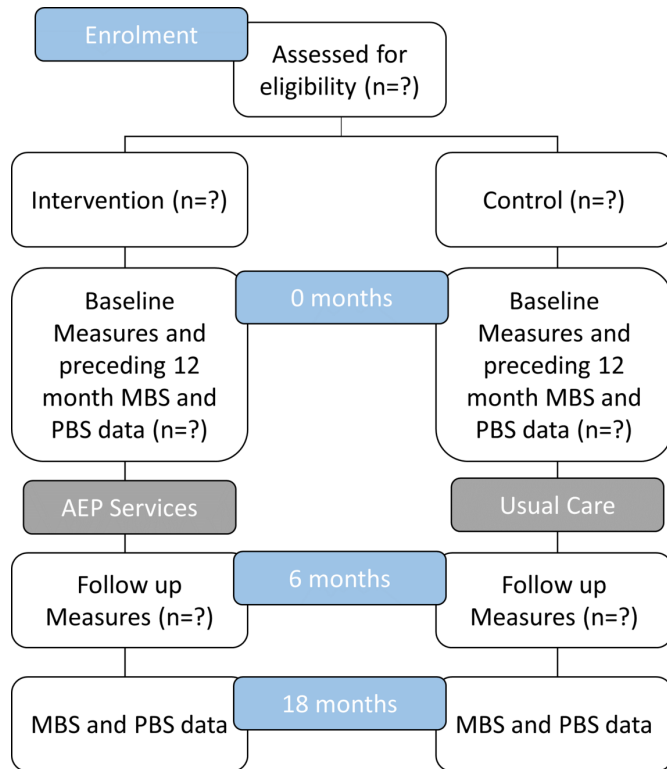 Enrolment
Assessed for
eligibility (n=?)
Intervention (n=?)
Control (n=?)
Baseline
Measures and
preceding 12
month MBS and
PBS data (n=?)
0 months
Baseline
Measures and
preceding 12
month MBS and
PBS data (n=?)
AEP Services
Usual Care
Follow up
Measures (n=?)
6 months
Follow up
Measures (n=?)
MBS and PBS data
18 months
MBS and PBS data